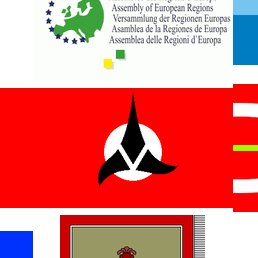 Assembly of European Regions
Versammlung der Regionen Europas
Asamblea de la Regiones de Europa
Assemblea delle Regioni d'Europa